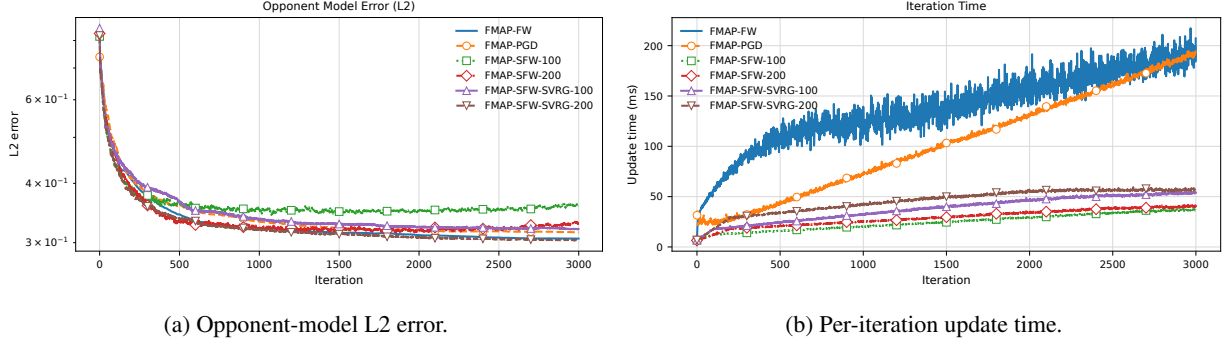 Opponent Model Error (L2)
FMAP-FW
FMAP-PGD
FMAP-SFW-100
FMAP-SFW-200
FMAP-SFW-SVRG-100
FMAP-SFW-SVRG-200
6 × 10⁻¹
4 × 10⁻¹
3 × 10⁻¹
L2 error
0
500
1000
1500
2000
2500
3000
Iteration
(a) Opponent-model L2 error.
Iteration Time
FMAP-FW
FMAP-PGD
FMAP-SFW-100
FMAP-SFW-200
FMAP-SFW-SVRG-100
FMAP-SFW-SVRG-200
200
150
100
50
0
Update time (ms)
0
500
1000
1500
2000
2500
3000
Iteration
(b) Per-iteration update time.